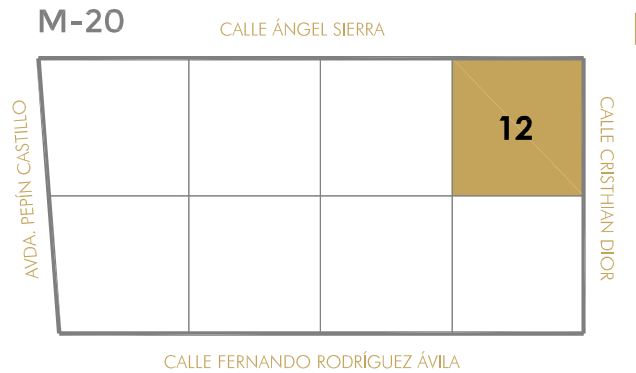 M-20
CALLE ÁNGEL SIERRA
AVDA. PEPÍN CASTILLO
12
CALLE CRISTHIAN DIOR
CALLE FERNANDO RODRÍGUEZ ÁVILA